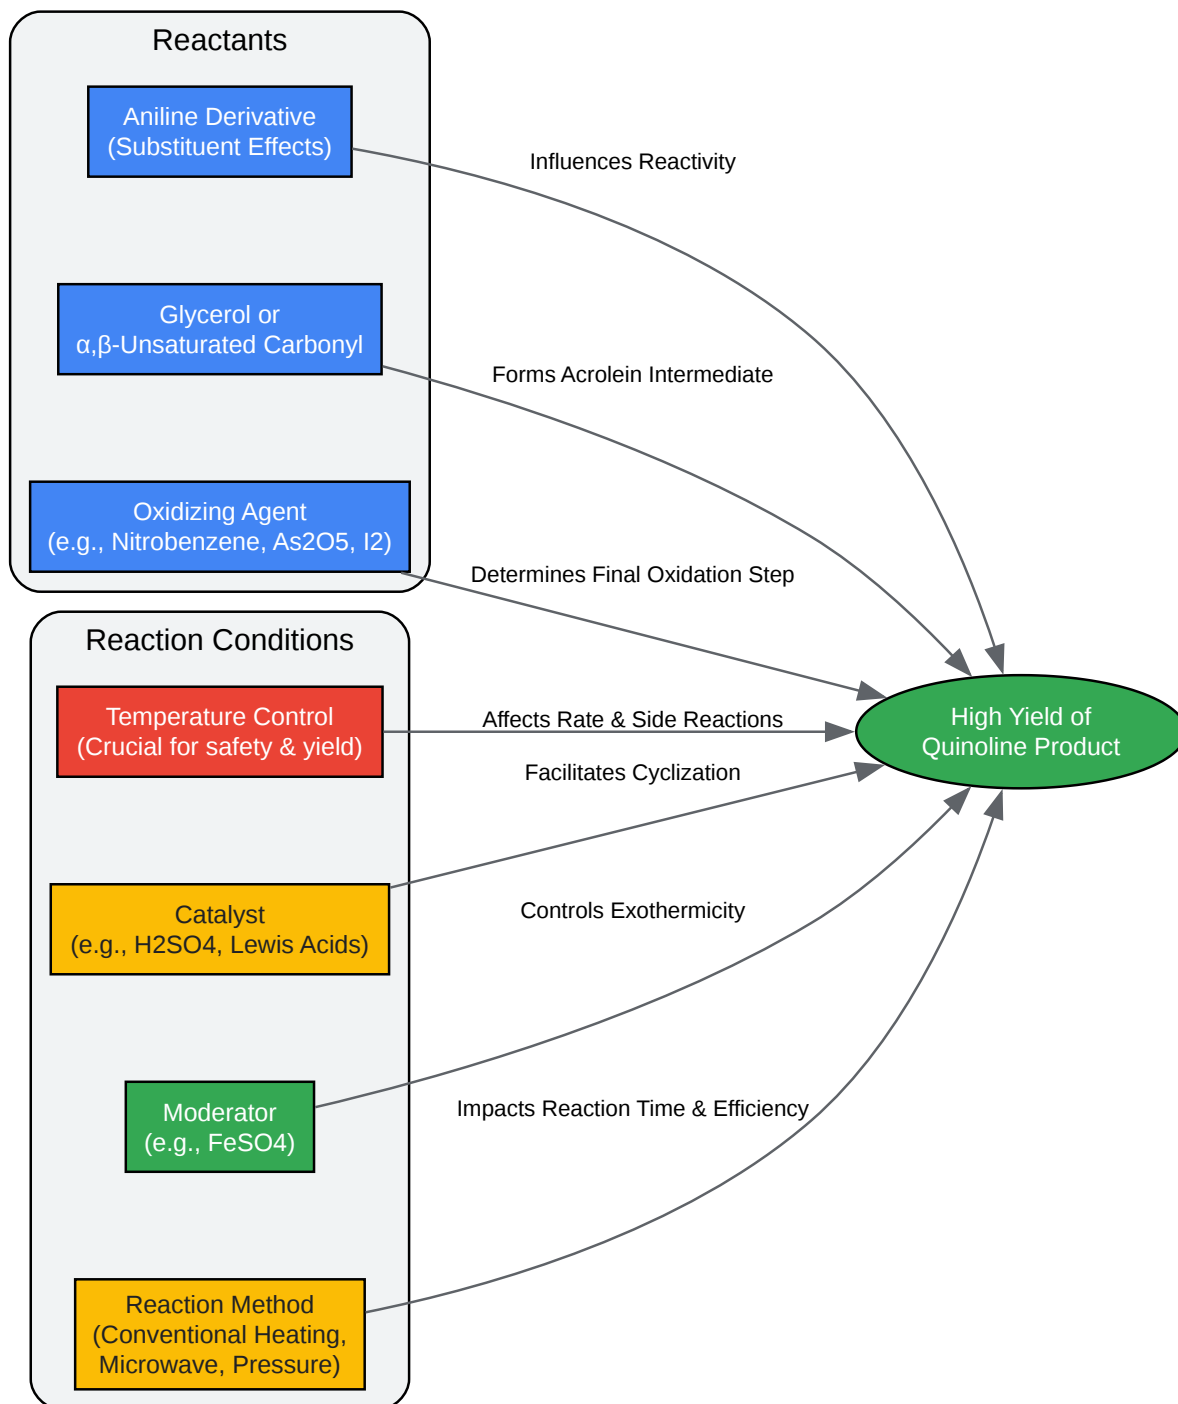 Reactants
Aniline Derivative
(Substituent Effects)
Influences Reactivity
Glycerol or
α,β-Unsaturated Carbonyl
Forms Acrolein Intermediate
Oxidizing Agent
(e.g., Nitrobenzene, As2O5, I2)
Determines Final Oxidation Step
Reaction Conditions
Temperature Control
(Crucial for safety & yield)
Affects Rate & Side Reactions
High Yield of
Quinoline Product
Facilitates Cyclization
Catalyst
(e.g., H2SO4, Lewis Acids)
Controls Exothermicity
Moderator
(e.g., FeSO4)
Impacts Reaction Time & Efficiency
Reaction Method
(Conventional Heating,
Microwave, Pressure)